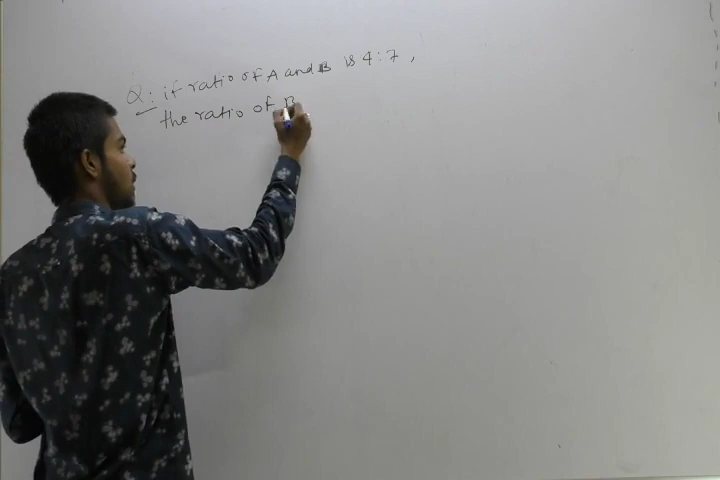 Q: if ratio of A and B is 4:7,
the ratio of B